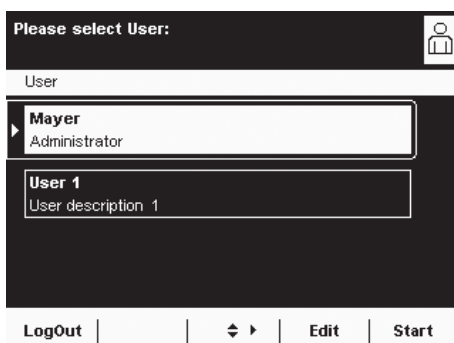 Please select User:
User
Mayer
Administrator
User 1
User description 1
LogOut Edit Start